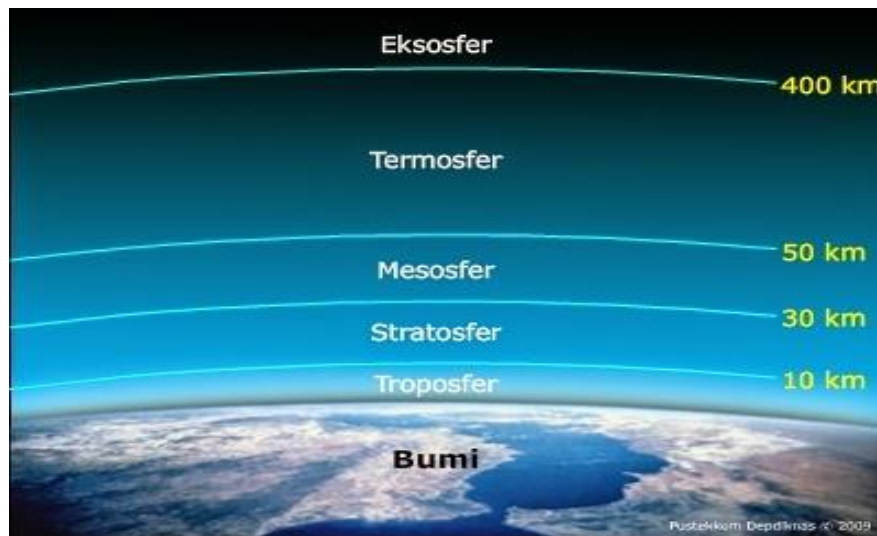 Eksosfer
400 km
Termosfer
50 km
Mesosfer
30 km
Stratosfer
10 km
Troposfer
Bumi
Pustekkom Depdiknas © 2009